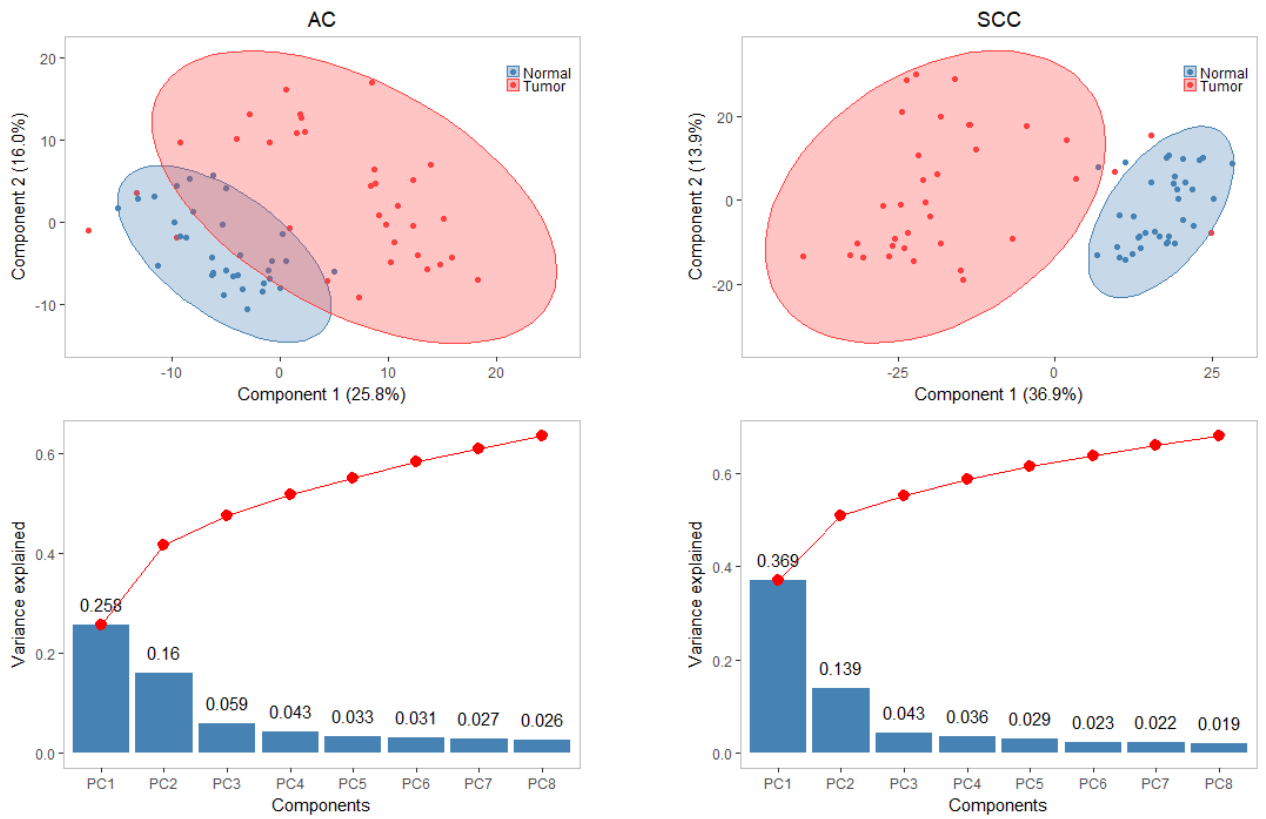 AC
Component 2 (16.0%)
20
10
0
-10
Normal
Tumor
-10
0
10
20
Component 1 (25.8%)
SCC
Component 2 (13.9%)
20
0
-20
Normal
Tumor
-25
0
25
Component 1 (36.9%)
Variance explained
0.6
0.4
0.2
0.0
0.258
0.16
0.059
0.043
0.033
0.031
0.027
0.026
PC1 PC2 PC3 PC4 PC5 PC6 PC7 PC8
Components
Variance explained
0.6
0.4
0.2
0.0
0.369
0.139
0.043
0.036
0.029
0.023
0.022
0.019
PC1 PC2 PC3 PC4 PC5 PC6 PC7 PC8
Components